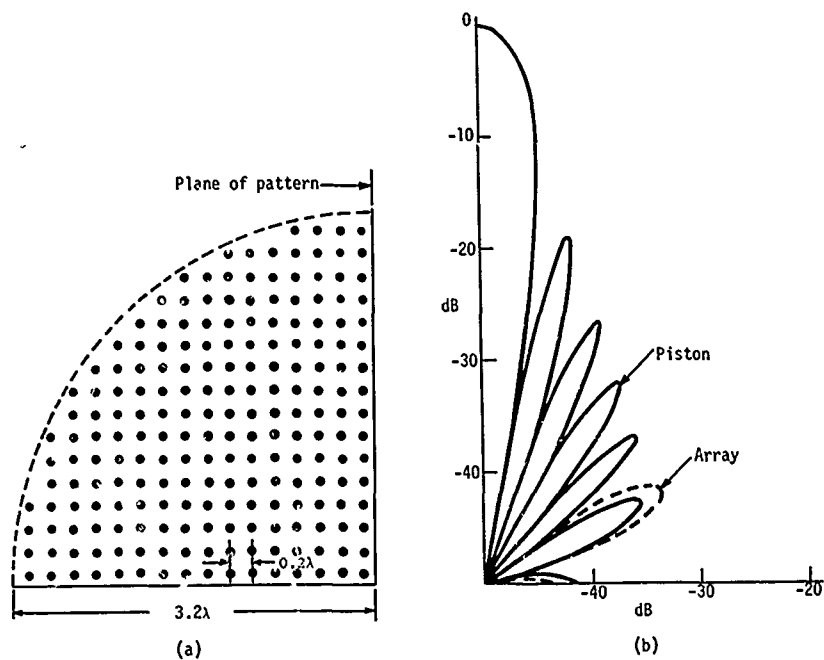 Plane of pattern
0.2λ
3.2λ
(a)
0
-10
-20
dB
-30
-40
Piston
Array
-40
-30
-20
dB
(b)